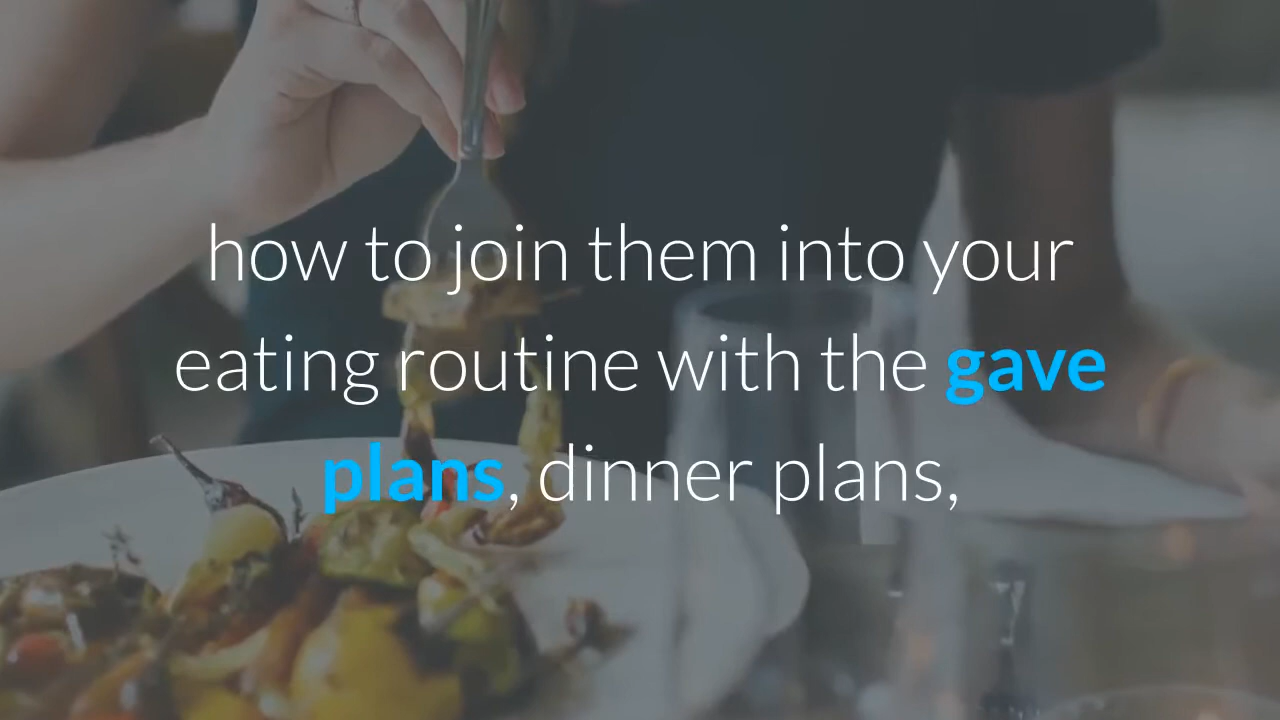 how to join them into your
eating routine with the gave
plans, dinner plans,